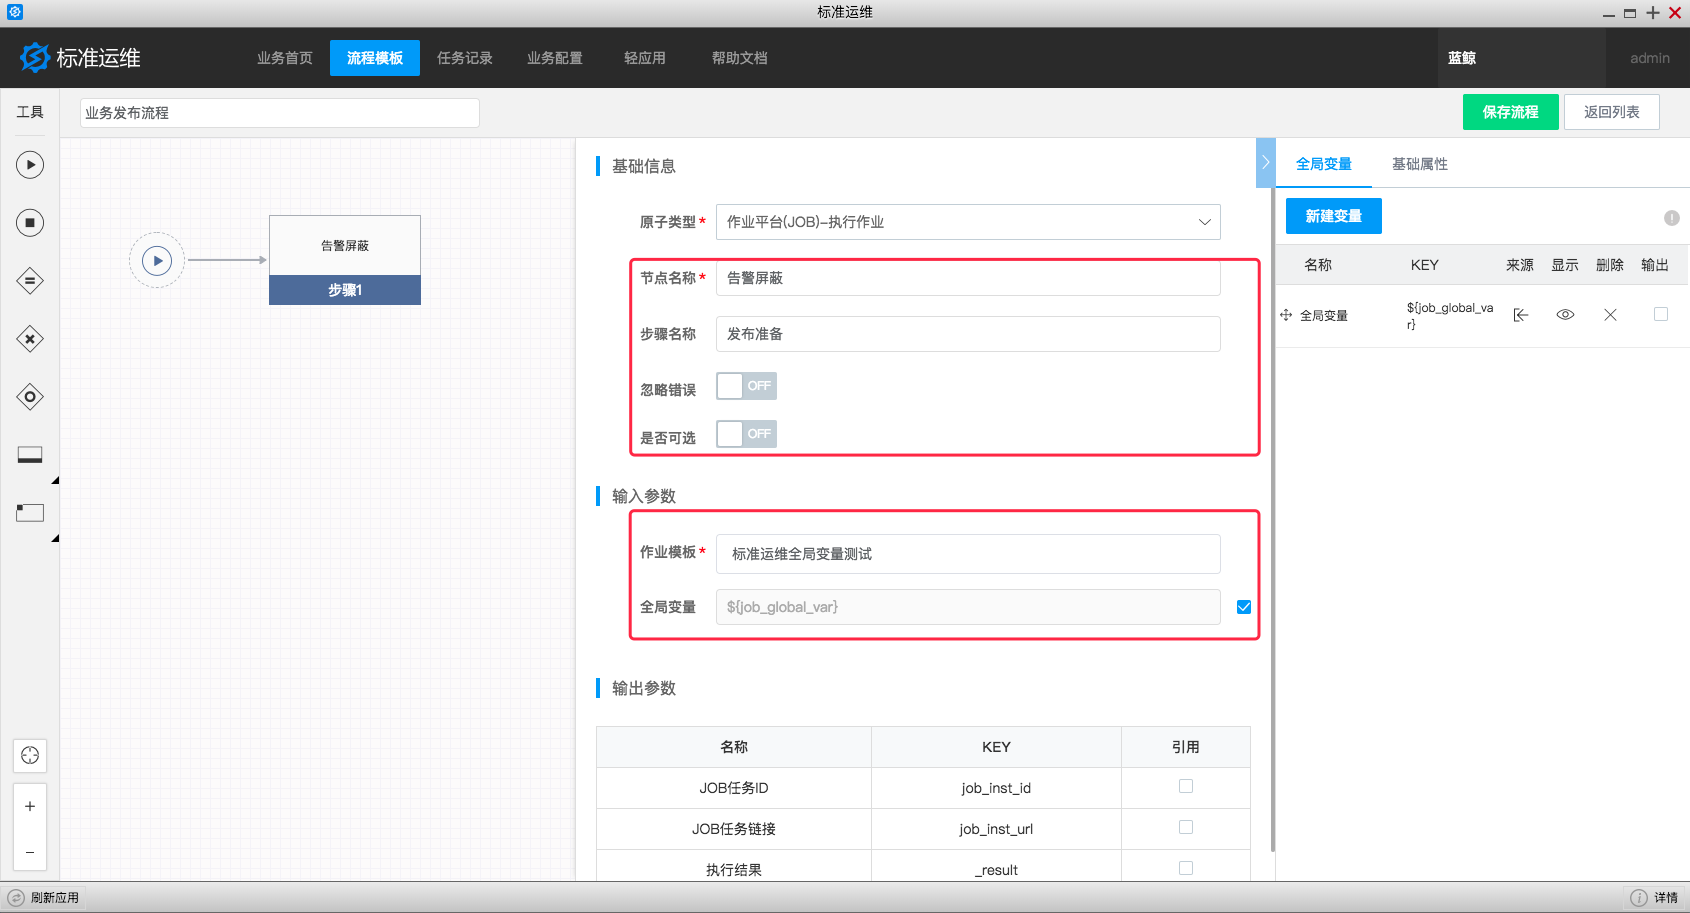 标准运维
标准运维
业务首页
流程模板
任务记录
业务配置
轻应用
帮助文档
蓝鲸
admin
工具
业务发布流程
保存流程
返回列表
告警屏蔽
步骤1
基础信息
原子类型*
作业平台(JOB)-执行作业
节点名称*
告警屏蔽
步骤名称
发布准备
忽略错误
OFF
是否可选
OFF
输入参数
作业模板*
标准运维全局变量测试
全局变量
${job_global_var}
输出参数
名称 KEY 引用
JOB任务ID job_inst_id
JOB任务链接 job_inst_url
执行结果 _result
全局变量
基础属性
新建变量
名称 KEY 来源 显示 删除 输出
全局变量
${job_global_va
r}
刷新应用
详情